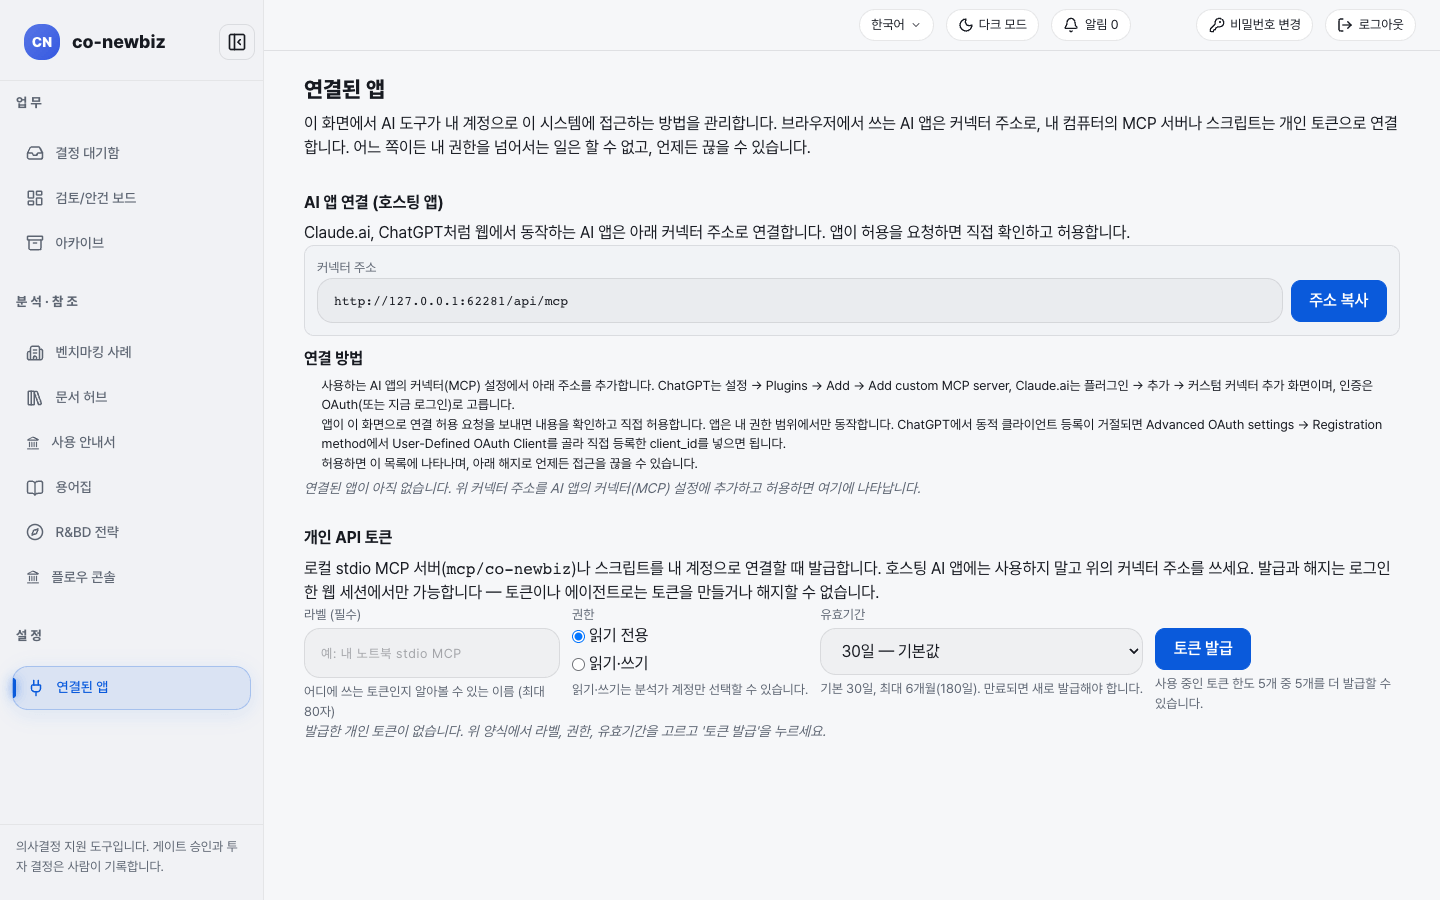 CN co-newbiz
한국어
다크 모드
알림 0
비밀번호 변경
로그아웃
업무
결정 대기함
검토/안건 보드
아카이브
분석·참조
벤치마킹 사례
문서 허브
사용 안내서
용어집
R&BD 전략
플로우 콘솔
설정
연결된 앱
의사결정 지원 도구입니다. 게이트 승인과 투
자 결정은 사람이 기록합니다.
연결된 앱
이 화면에서 AI 도구가 내 계정으로 이 시스템에 접근하는 방법을 관리합니다. 브라우저에서 쓰는 AI 앱은 커넥터 주소로, 내 컴퓨터의 MCP 서버나 스크립트는 개인 토큰으로 연결
합니다. 어느 쪽이든 내 권한을 넘어서는 일은 할 수 없고, 언제든 끊을 수 있습니다.
AI 앱 연결 (호스팅 앱)
Claude.ai, ChatGPT처럼 웹에서 동작하는 AI 앱은 아래 커넥터 주소로 연결합니다. 앱이 허용을 요청하면 직접 확인하고 허용합니다.
커넥터 주소
http://127.0.0.1:62281/api/mcp
주소 복사
연결 방법
사용하는 AI 앱의 커넥터(MCP) 설정에서 아래 주소를 추가합니다. ChatGPT는 설정 → Plugins → Add → Add custom MCP server, Claude.ai는 플러그인 → 추가 → 커스텀 커넥터 추가 화면이며, 인증은
OAuth(또는 지금 로그인)로 고릅니다.
앱이 이 화면으로 연결 허용 요청을 보내면 내용을 확인하고 직접 허용합니다. 앱은 내 권한 범위에서만 동작합니다. ChatGPT에서 동적 클라이언트 등록이 거절되면 Advanced OAuth settings → Registration
method에서 User-Defined OAuth Client를 골라 직접 등록한 client_id를 넣으면 됩니다.
허용하면 이 목록에 나타나며, 아래 해지로 언제든 접근을 끊을 수 있습니다.
연결된 앱이 아직 없습니다. 위 커넥터 주소를 AI 앱의 커넥터(MCP) 설정에 추가하고 허용하면 여기에 나타납니다.
개인 API 토큰
로컬 stdio MCP 서버(mcp/co-newbiz)나 스크립트를 내 계정으로 연결할 때 발급합니다. 호스팅 AI 앱에는 사용하지 말고 위의 커넥터 주소를 쓰세요. 발급과 해지는 로그인
한 웹 세션에서만 가능합니다 — 토큰이나 에이전트로는 토큰을 만들거나 해지할 수 없습니다.
라벨 (필수)
예: 내 노트북 stdio MCP
어디에 쓰는 토큰인지 알아볼 수 있는 이름 (최대
80자)
권한
읽기 전용
읽기·쓰기
읽기·쓰기는 분석가 계정만 선택할 수 있습니다.
유효기간
30일 — 기본값
기본 30일, 최대 6개월(180일). 만료되면 새로 발급해야 합니다.
토큰 발급
사용 중인 토큰 한도 5개 중 5개를 더 발급할 수
있습니다.
발급한 개인 토큰이 없습니다. 위 양식에서 라벨, 권한, 유효기간을 고르고 '토큰 발급'을 누르세요.